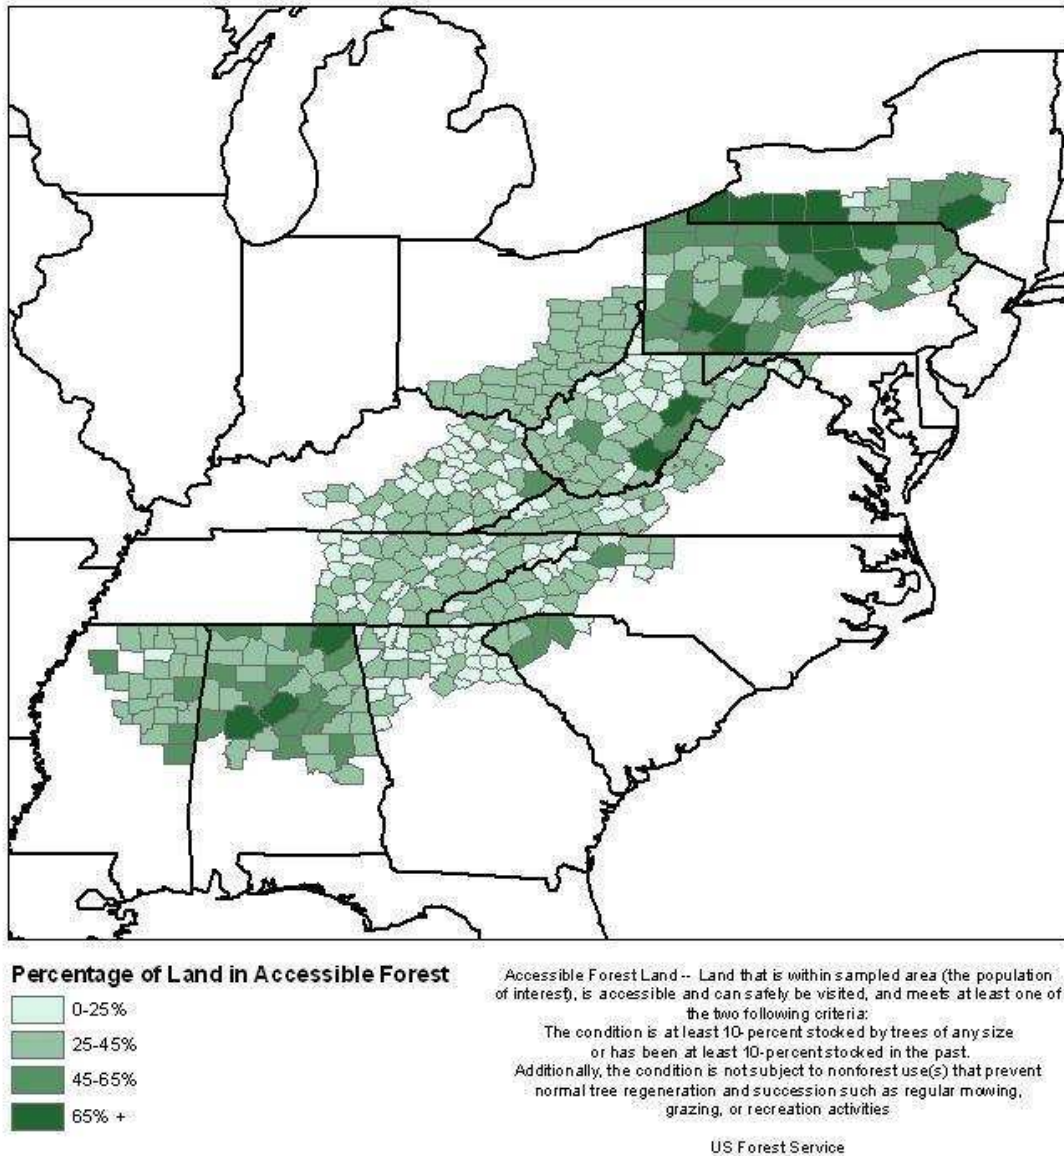 Percentage of Land in Accessible Forest
0-25%
25-45%
45-65%
65% +
Accessible Forest Land -- Land that is within sampled area (the population
of interest), is accessible and can safely be visited, and meets at least one of
the two following criteria:
The condition is at least 10-percent stocked by trees of any size
or has been at least 10-percent stocked in the past.
Additionally, the condition is not subject to nonforest use(s) that prevent
normal tree regeneration and succession such as regular mowing,
grazing, or recreation activities
US Forest Service